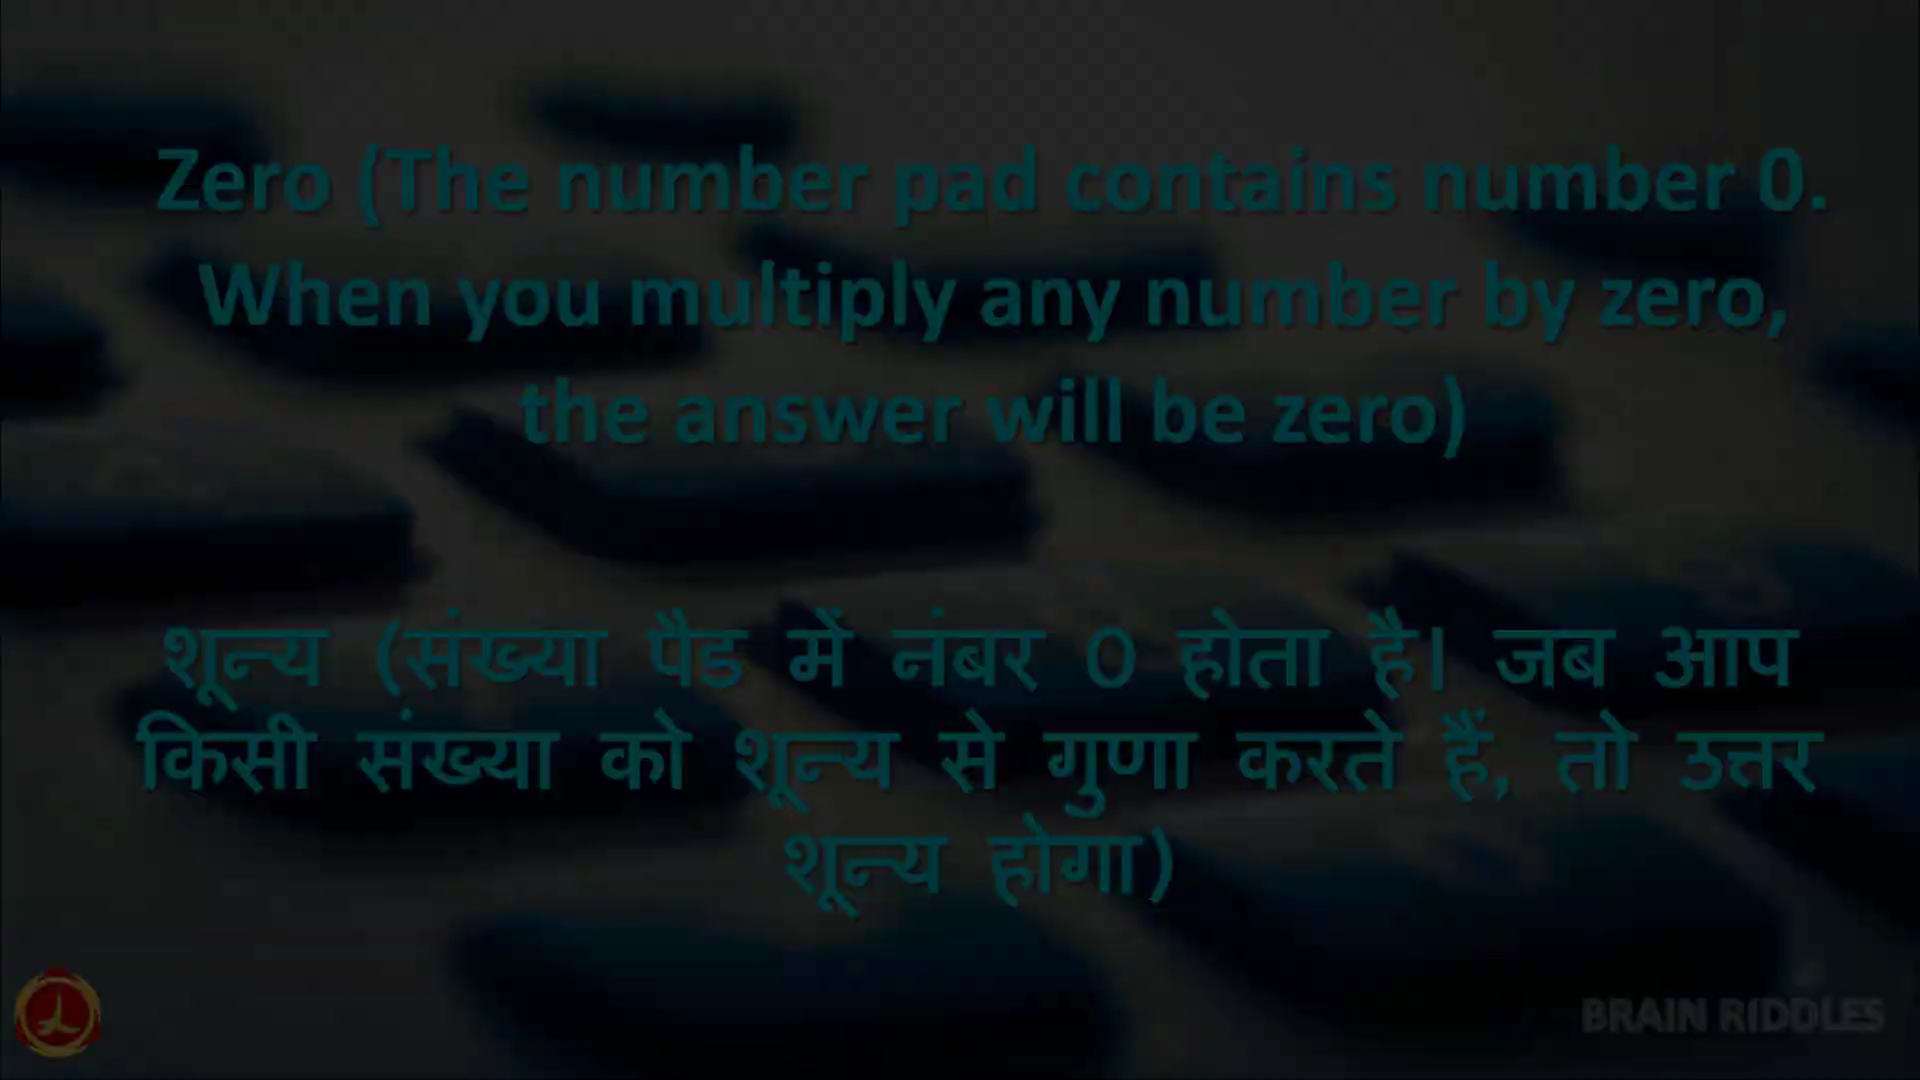 Zero (The number pad contains number 0.
When you multiply any number by zero,
the answer will be zero)
शून्य (संख्या पैड में नंबर 0 होता है। जब आप
किसी संख्या को शून्य से गुणा करते हैं, तो उत्तर
शून्य होगा)
BRAIN RIDDLES